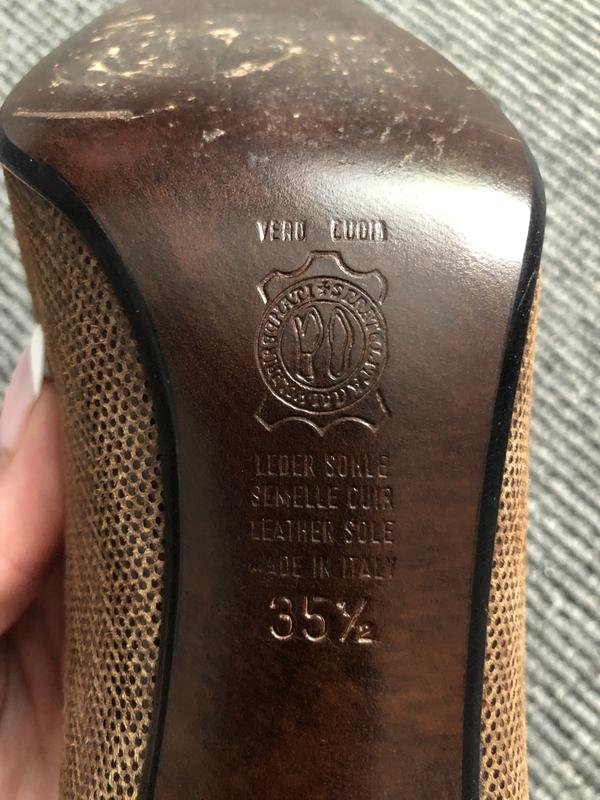 VERO CUOIO
LEDER SOHLE
SEMELLE CUIR
LEATHER SOLE
MADE IN ITALY
35½